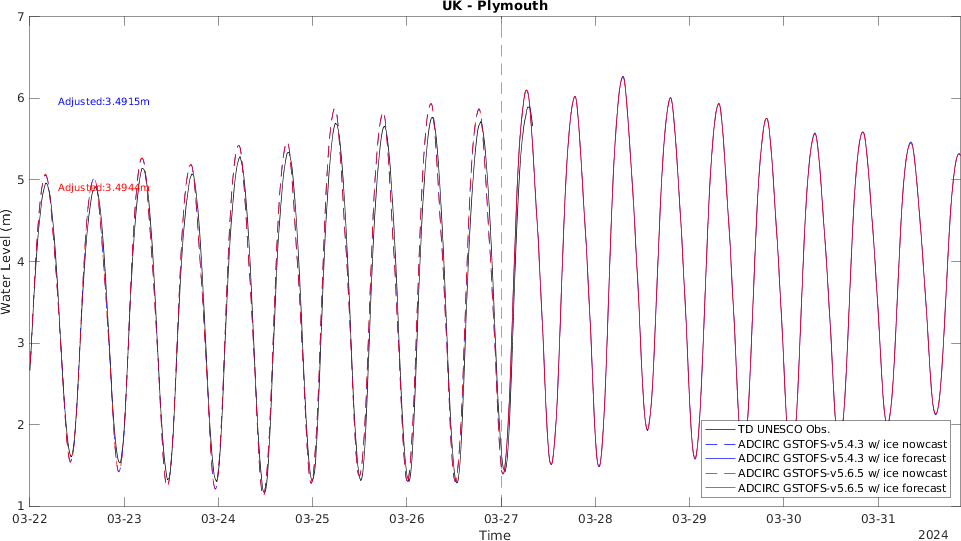 UK - Plymouth
7
6
5
4
3
2
1
Water Level (m)
Adjusted:3.4915m
Adjusted:3.4944m
TD UNESCO Obs.
ADCIRC GSTOFS-v5.4.3 w/ ice nowcast
ADCIRC GSTOFS-v5.4.3 w/ ice forecast
ADCIRC GSTOFS-v5.6.5 w/ ice nowcast
ADCIRC GSTOFS-v5.6.5 w/ ice forecast
03-22 03-23 03-24 03-25 03-26 03-27 03-28 03-29 03-30 03-31
Time
2024